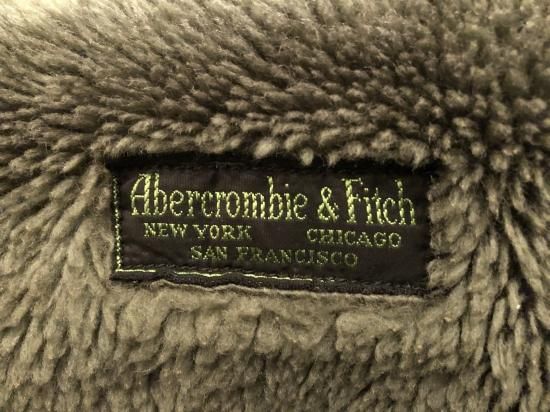 Abercrombie & Fitch
NEW YORK CHICAGO
SAN FRANCISCO